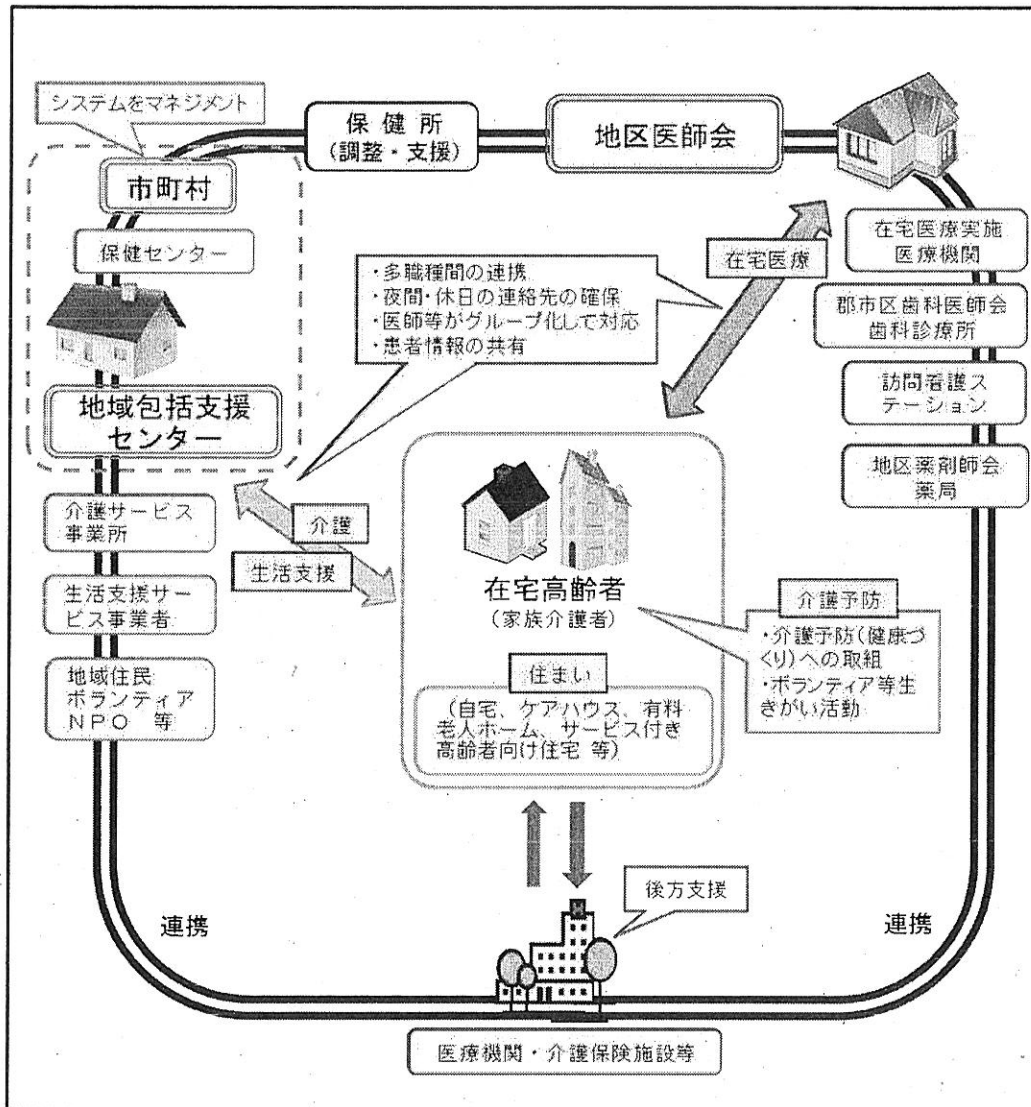 システムをマネジメント
保健所
(調整・支援)
地区医師会
市町村
保健センター
地域包括支援
センター
・多職種間の連携
・夜間・休日の連絡先の確保
・医師等がグループ化して対応
・患者情報の共有
在宅医療
在宅医療実施
医療機関
郡市区歯科医師会
歯科診療所
訪問看護ス
テーション
地区薬剤師会
薬局
介護サービス
事業所
生活支援サー
ビス事業者
地域住民
ボランティア
NPO 等
介護
生活支援
在宅高齢者
(家族介護者)
住まい
(自宅、ケアハウス、有料
老人ホーム、サービス付き
高齢者向け住宅 等)
介護予防
・介護予防(健康づ
くり)への取組
・ボランティア等生
きがい活動
後方支援
連携
連携
H
医療機関・介護保険施設等